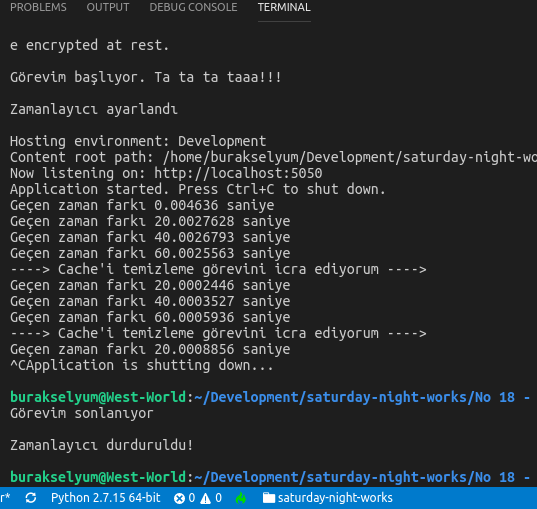 PROBLEMS OUTPUT DEBUG CONSOLE TERMINAL
e encrypted at rest.
Görevim başlıyor. Ta ta ta taaa!!!
Zamanlayıcı ayarlandı
Hosting environment: Development
Content root path: /home/burakselyum/Development/saturday-night-wo
Now listening on: http://localhost:5050
Application started. Press Ctrl+C to shut down.
Geçen zaman farkı 0.004636 saniye
Geçen zaman farkı 20.0027628 saniye
Geçen zaman farkı 40.0026793 saniye
Geçen zaman farkı 60.0025563 saniye
----> Cache'i temizleme görevini icra ediyorum ---->
Geçen zaman farkı 20.0002446 saniye
Geçen zaman farkı 40.0003527 saniye
Geçen zaman farkı 60.0005936 saniye
----> Cache'i temizleme görevini icra ediyorum ---->
Geçen zaman farkı 20.0008856 saniye
^CApplication is shutting down...
burakselyum@West-World:~/Development/saturday-night-works/No 18 -
Görevim sonlanıyor
Zamanlayıcı durduruldu!
burakselyum@West-World:~/Development/saturday-night-works/No 18 -
r* Python 2.7.15 64-bit 0 0 saturday-night-works